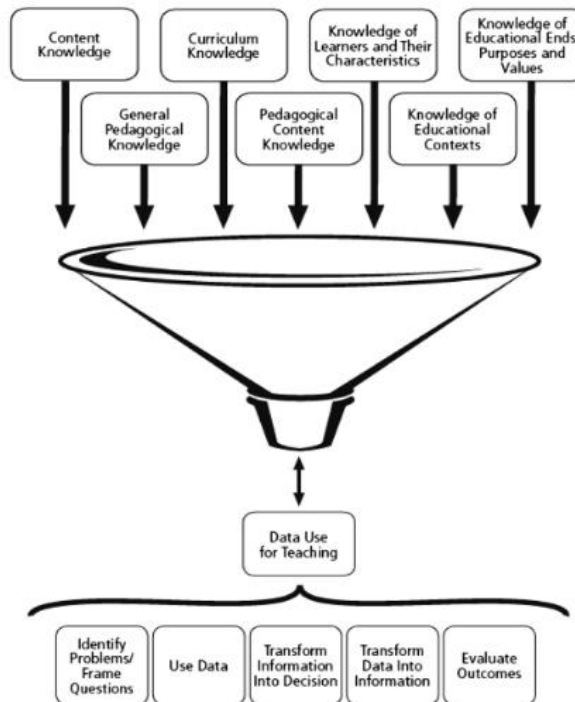 Content
Knowledge
Curriculum
Knowledge
Knowledge of
Learners and Their
Characteristics
Knowledge of
Educational Ends
Purposes and
Values
General
Pedagogical
Knowledge
Pedagogical
Content
Knowledge
Knowledge of
Educational
Contexts
Data Use
for Teaching
Identify
Problems/
Frame
Questions
Use Data
Transform
Information
Into Decision
Transform
Data Into
Information
Evaluate
Outcomes